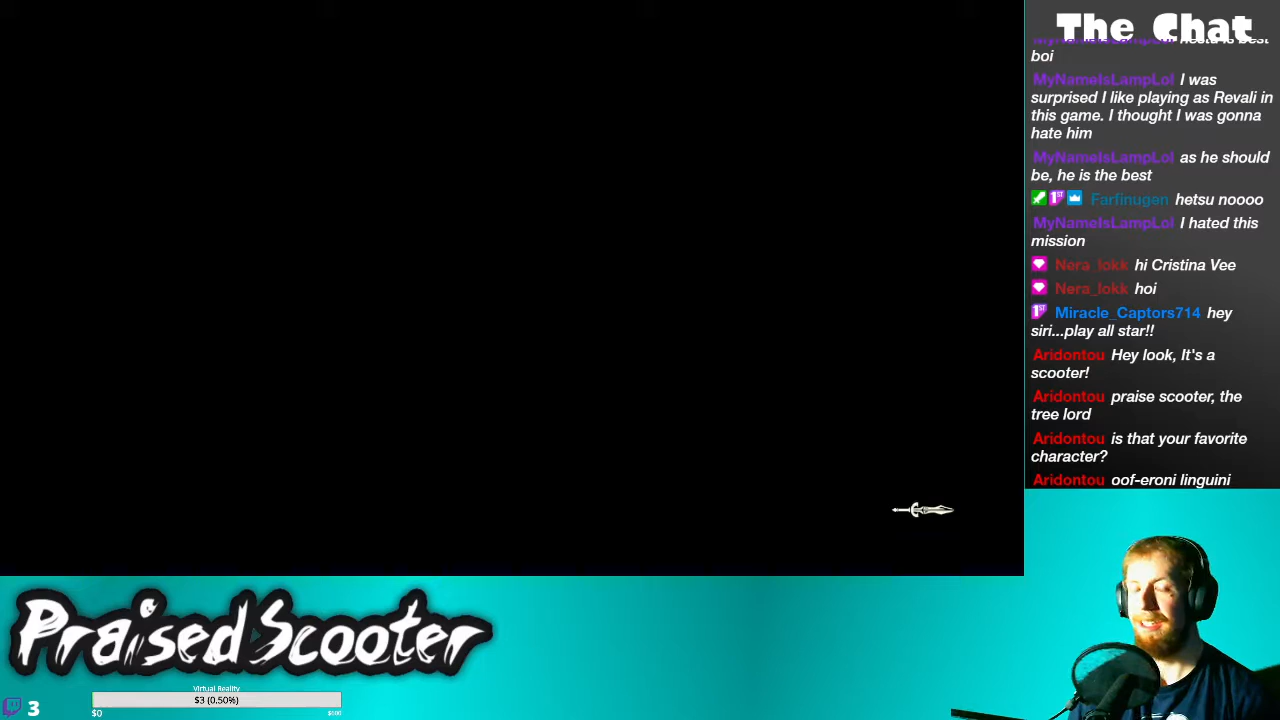 The Chat
boi
MyNameIsLampLol I was
surprised I like playing as Revali in
this game. I thought I was gonna
hate him
MyNameIsLampLol as he should
be, he is the best
Farfinugen hetsu noooo
MyNameIsLampLol I hated this
mission
Nera_lokk hi Cristina Vee
Nera_lokk hoi
1ST Miracle_Captors714 hey
siri...play all star!!
Aridontou Hey look, It's a
scooter!
Aridontou praise scooter, the
tree lord
Aridontou is that your favorite
character?
Aridontou oof-eroni linguini
Praised Scooter
Virtual Reality
$3 (0.50%)
3
$0